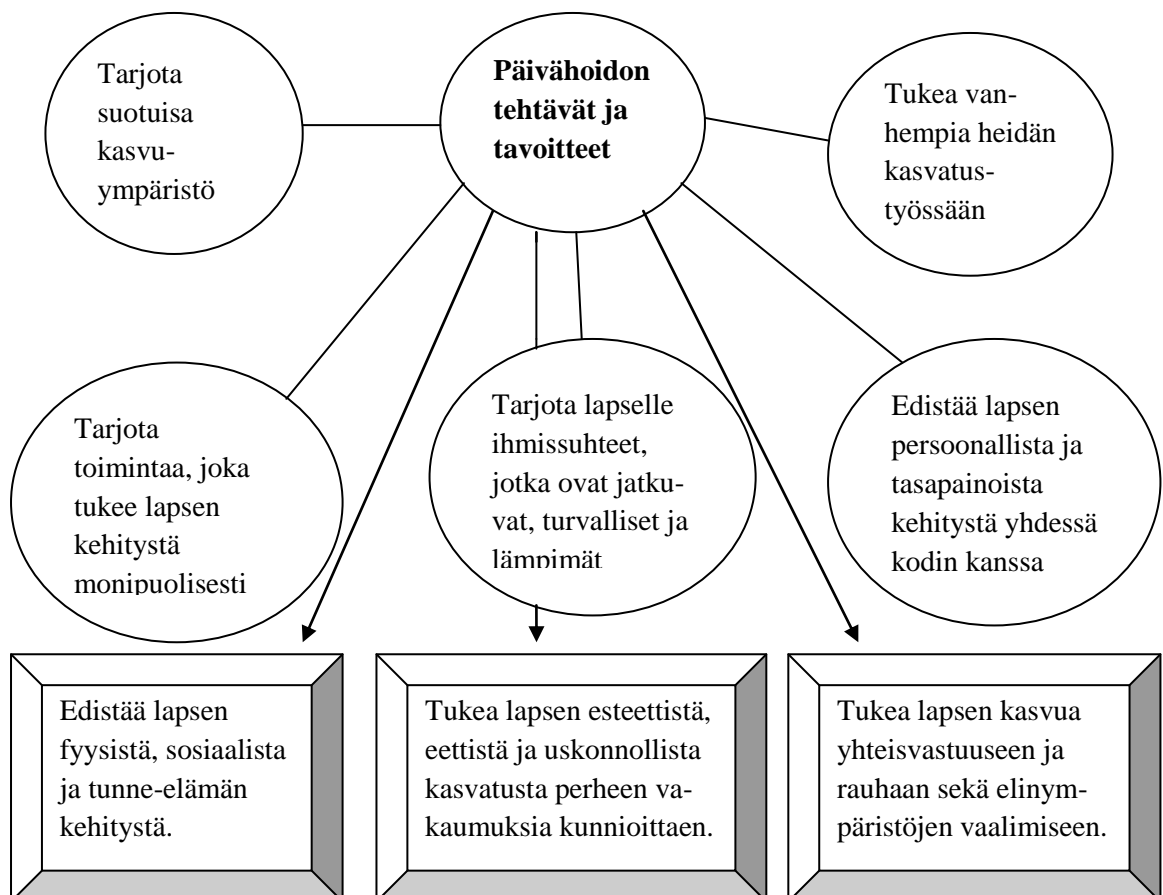 Tarjota
suotuisa
kasvu-
ympäristö
Päivähoidon
tehtävät ja
tavoitteet
Tukea van-
hempia heidän
kasvatus-
työssään
Tarjota
toimintaa, joka
tukee lapsen
kehitystä
monipuolisesti
Tarjota lapselle
ihmissuhteet,
jotka ovat jatku-
vat, turvalliset ja
lämpimät
Edistää lapsen
persoonallista ja
tasapainoista
kehitystä yhdessä
kodin kanssa
Edistää lapsen
fyysistä, sosiaalista
ja tunne-elämän
kehitystä.
Tukea lapsen esteettistä,
eettistä ja uskonnollista
kasvatusta perheen va-
kaumuksia kunnioittaen.
Tukea lapsen kasvua
yhteisvastuuseen ja
rauhaan sekä elinym-
päristöjen vaalimiseen.